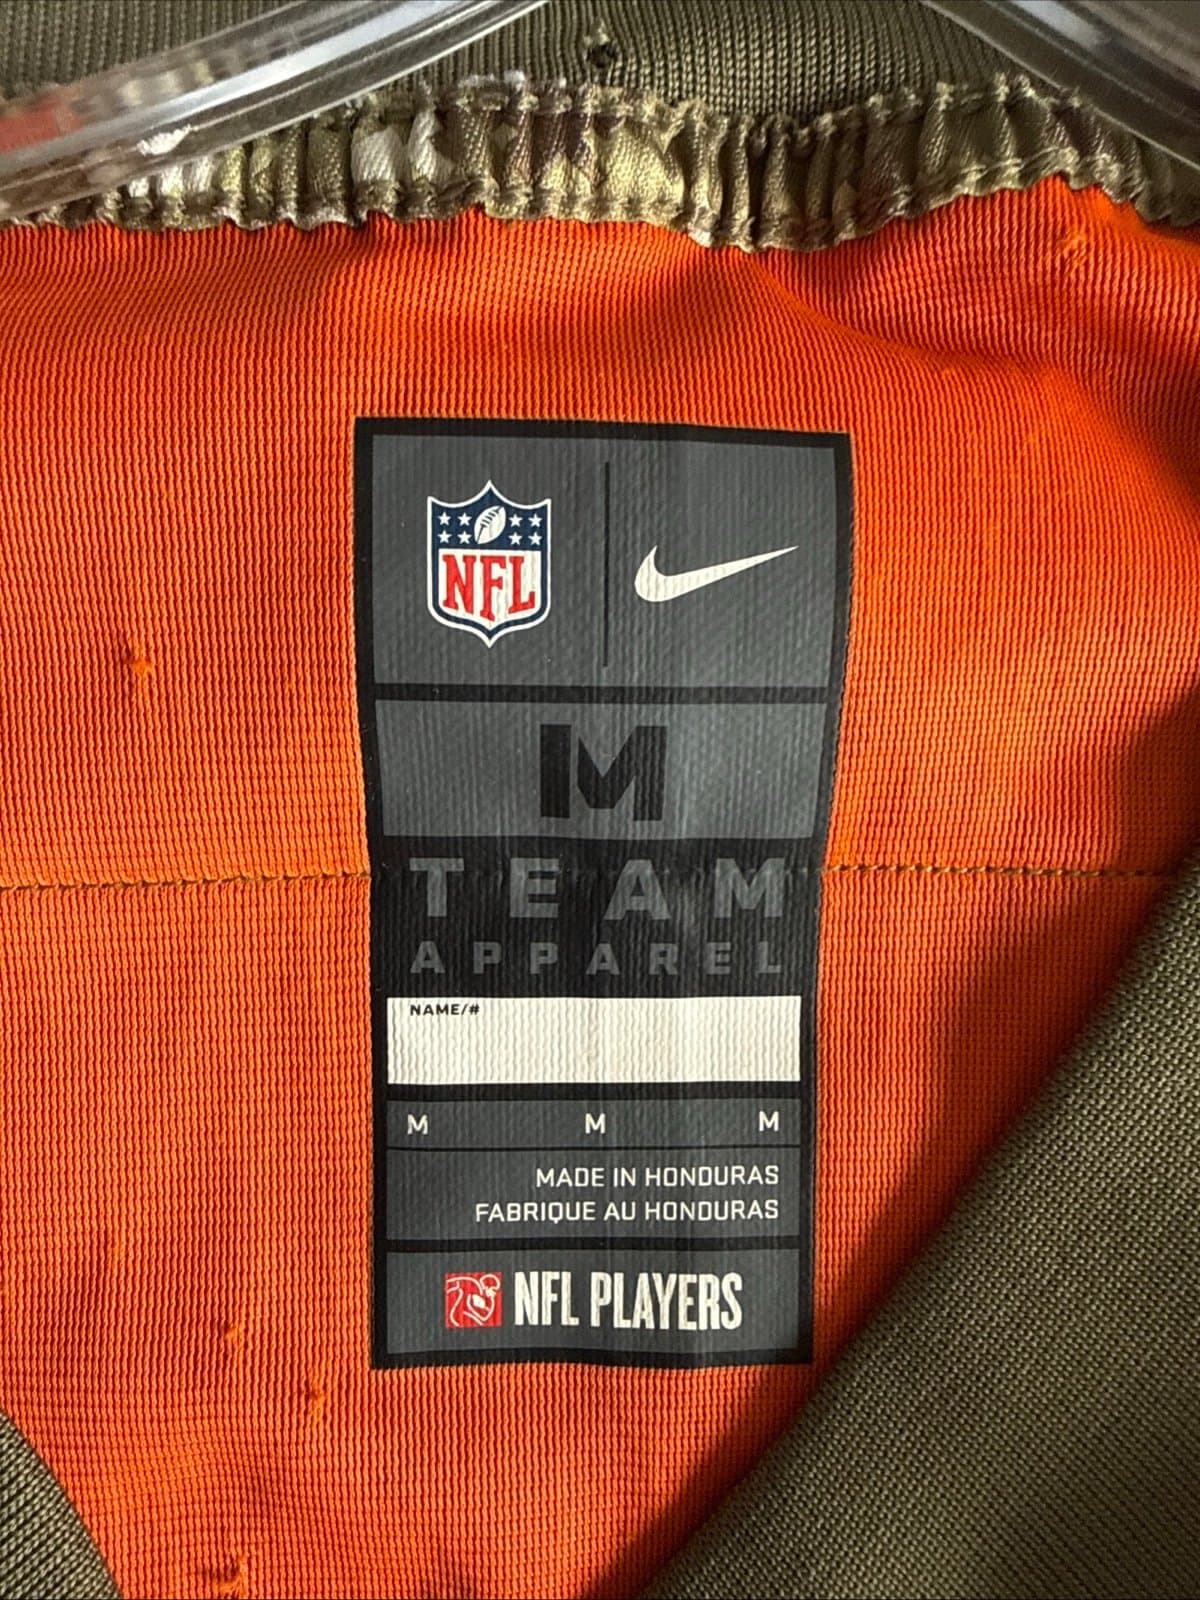 NFL
M
TEAM
APPAREL
NAME/#
M M M
MADE IN HONDURAS
FABRIQUE AU HONDURAS
NFL PLAYERS